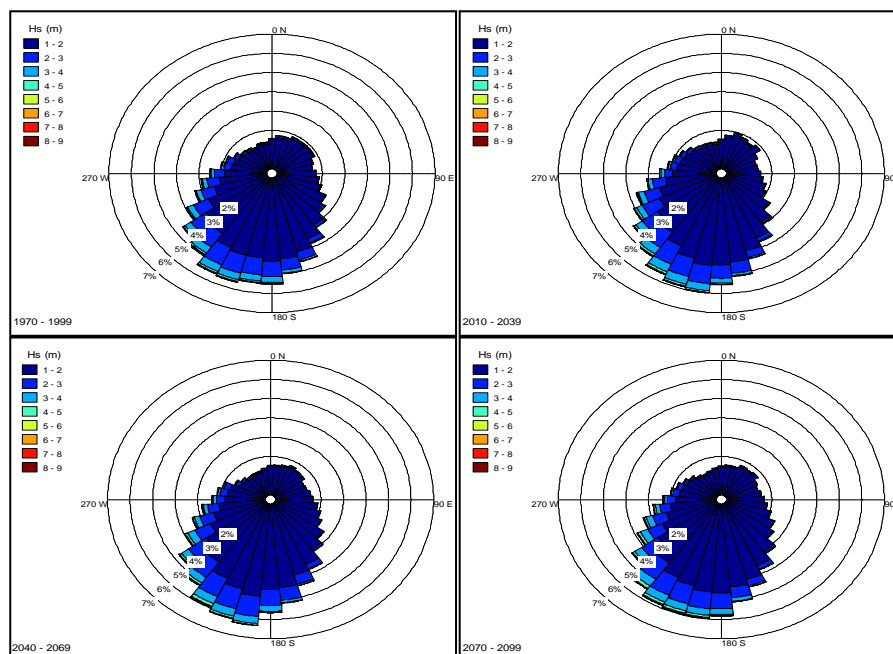 Hs (m)
1 - 2
2 - 3
3 - 4
4 - 5
5 - 6
6 - 7
7 - 8
8 - 9
0 N
270 W
90 E
180 S
2%
3%
4%
5%
6%
7%
1970 - 1999
Hs (m)
1 - 2
2 - 3
3 - 4
4 - 5
5 - 6
6 - 7
7 - 8
8 - 9
0 N
270 W
90 E
180 S
2%
3%
4%
5%
6%
7%
2010 - 2039
Hs (m)
1 - 2
2 - 3
3 - 4
4 - 5
5 - 6
6 - 7
7 - 8
8 - 9
0 N
270 W
90 E
180 S
2%
3%
4%
5%
6%
7%
2040 - 2069
Hs (m)
1 - 2
2 - 3
3 - 4
4 - 5
5 - 6
6 - 7
7 - 8
8 - 9
0 N
270 W
90
180 S
2%
3%
4%
5%
6%
7%
2070 - 2099